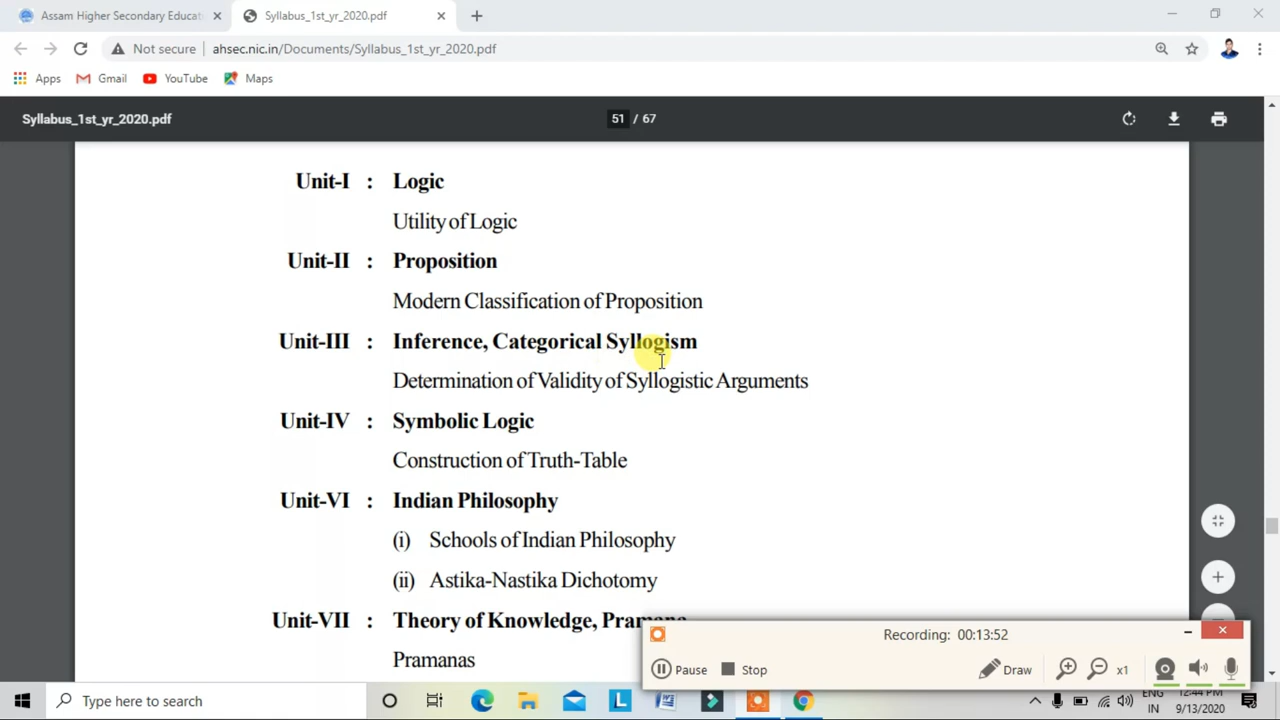 Assam Higher Secondary Educat
Syllabus_1st_yr_2020.pdf
Not secure
ahsec.nic.in/Documents/Syllabus_1st_yr_2020.pdf
Apps Gmail YouTube Maps
Syllabus_1st_yr_2020.pdf 51 / 67
Unit-I : Logic
Utility of Logic
Unit-II : Proposition
Modern Classification of Proposition
Unit-III : Inference, Categorical Syllogism
Determination of Validity of Syllogistic Arguments
Unit-IV : Symbolic Logic
Construction of Truth-Table
Unit-VI : Indian Philosophy
(i) Schools of Indian Philosophy
(ii) Astika-Nastika Dichotomy
Unit-VII : Theory of Knowledge, Pramana
Pramanas
Recording: 00:13:52
Pause Stop Draw x1
Type here to search
ENG
IN
12:44 PM
9/13/2020